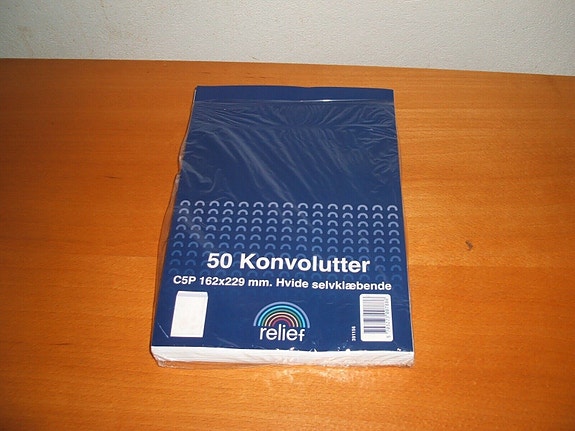 50 Konvolutter
C5P 162x229 mm. Hvide selvklæbende
relief